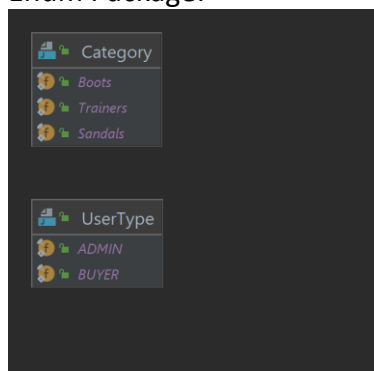 Enum Package:
Category
Boots
Trainers
Sandals
UserType
ADMIN
BUYER